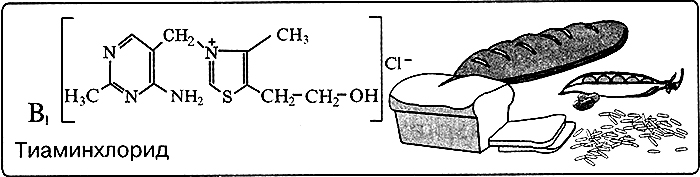 CH₂
N⁺
CH₃
N
H₃C
N
NH₂
S
CH₂–CH₂–OH
Cl⁻
B₁
Тиаминхлорид